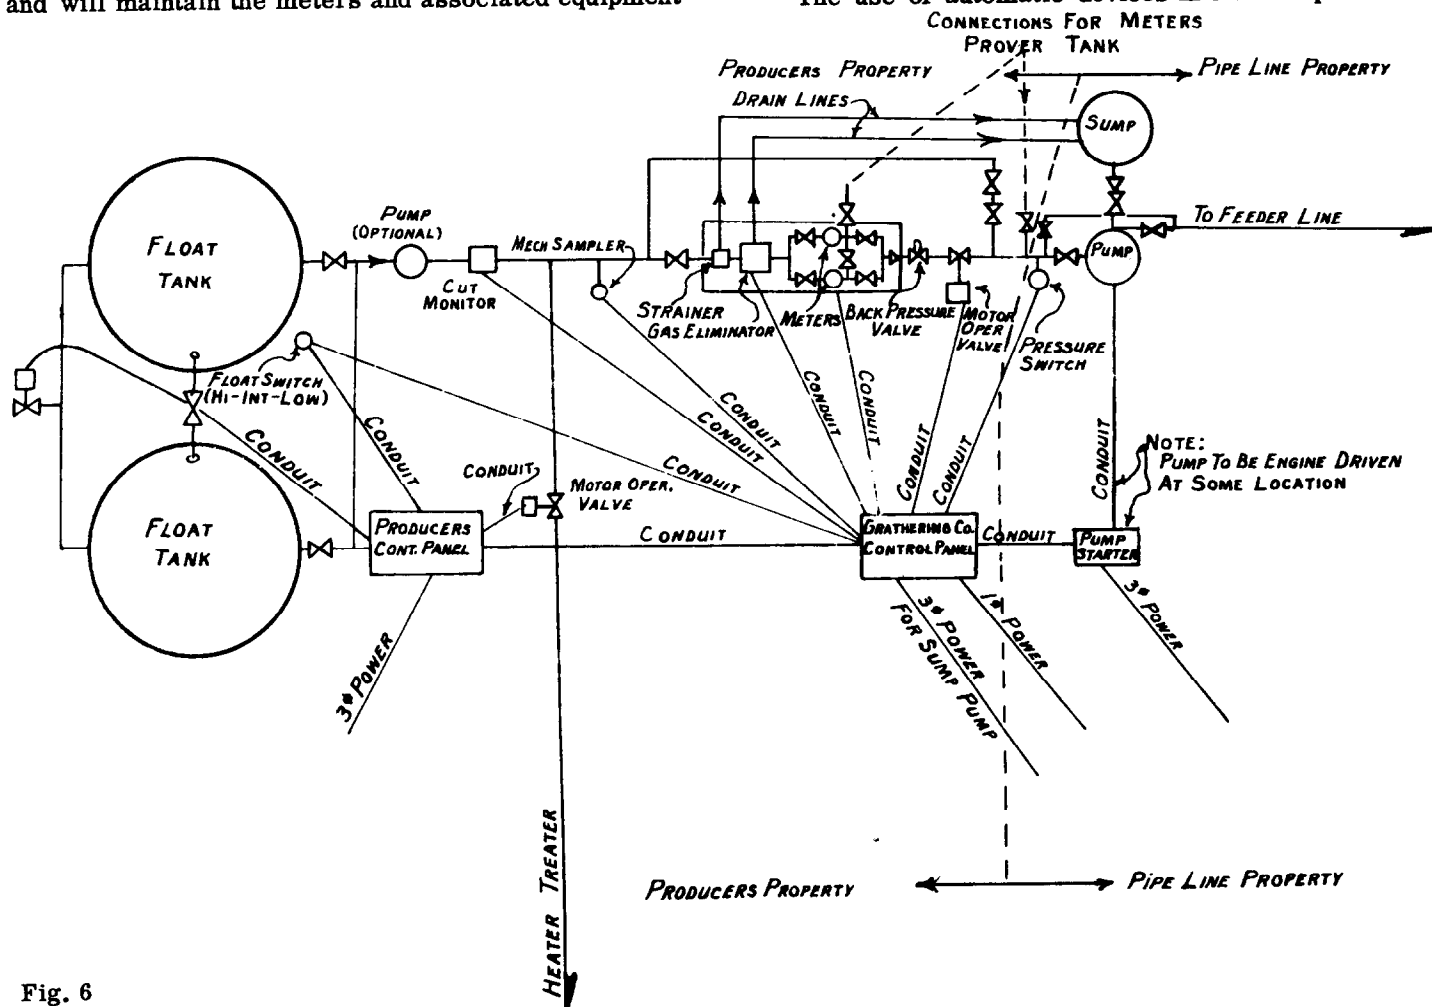 and will maintain the meters and associated equipment
The use of automatic devices
CONNECTIONS FOR METERS
PROVER TANK
PRODUCERS PROPERTY
PIPE LINE PROPERTY
DRAIN LINES
SUMP
FLOAT
TANK
PUMP
(OPTIONAL)
CUT
MONITOR
MECH SAMPLER
TO FEEDER LINE
PUMP
STRAINER
GAS ELIMINATOR
METERS
BACK PRESSURE
VALVE
MOTOR
OPER
VALVE
PRESSURE
SWITCH
FLOAT SWITCH
(HI-INT-LOW)
CONDUIT
CONDUIT
CONDUIT
CONDUIT
CONDUIT
CONDUIT
CONDUIT
CONDUIT
CONDUIT
CONDUIT
NOTE:
PUMP TO BE ENGINE DRIVEN
AT SOME LOCATION
FLOAT
TANK
PRODUCERS
CONT. PANEL
CONDUIT
MOTOR OPER.
VALVE
CONDUIT
GRATHERING CO.
CONTROL PANEL
CONDUIT
PUMP
STARTER
3ø POWER
3ø POWER
FOR SUMP PUMP
1ø POWER
3ø POWER
HEATER TREATER
PRODUCERS PROPERTY
PIPE LINE PROPERTY
Fig. 6